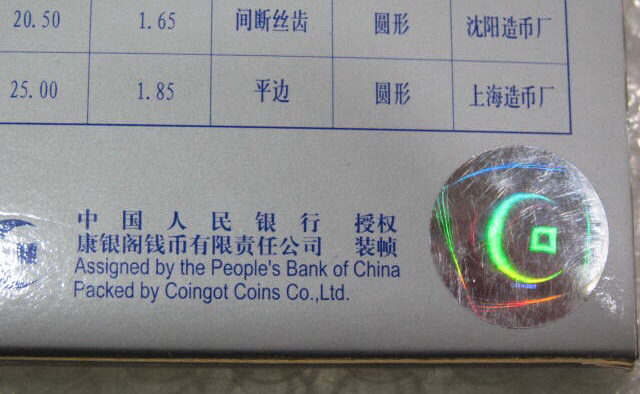 20.50 1.65 间断丝齿 圆形 沈阳造币厂
25.00 1.85 平边 圆形 上海造币厂
中国人民银行 授权
康银阁钱币有限责任公司 装帧
Assigned by the People's Bank of China
Packed by Coingot Coins Co.,Ltd.